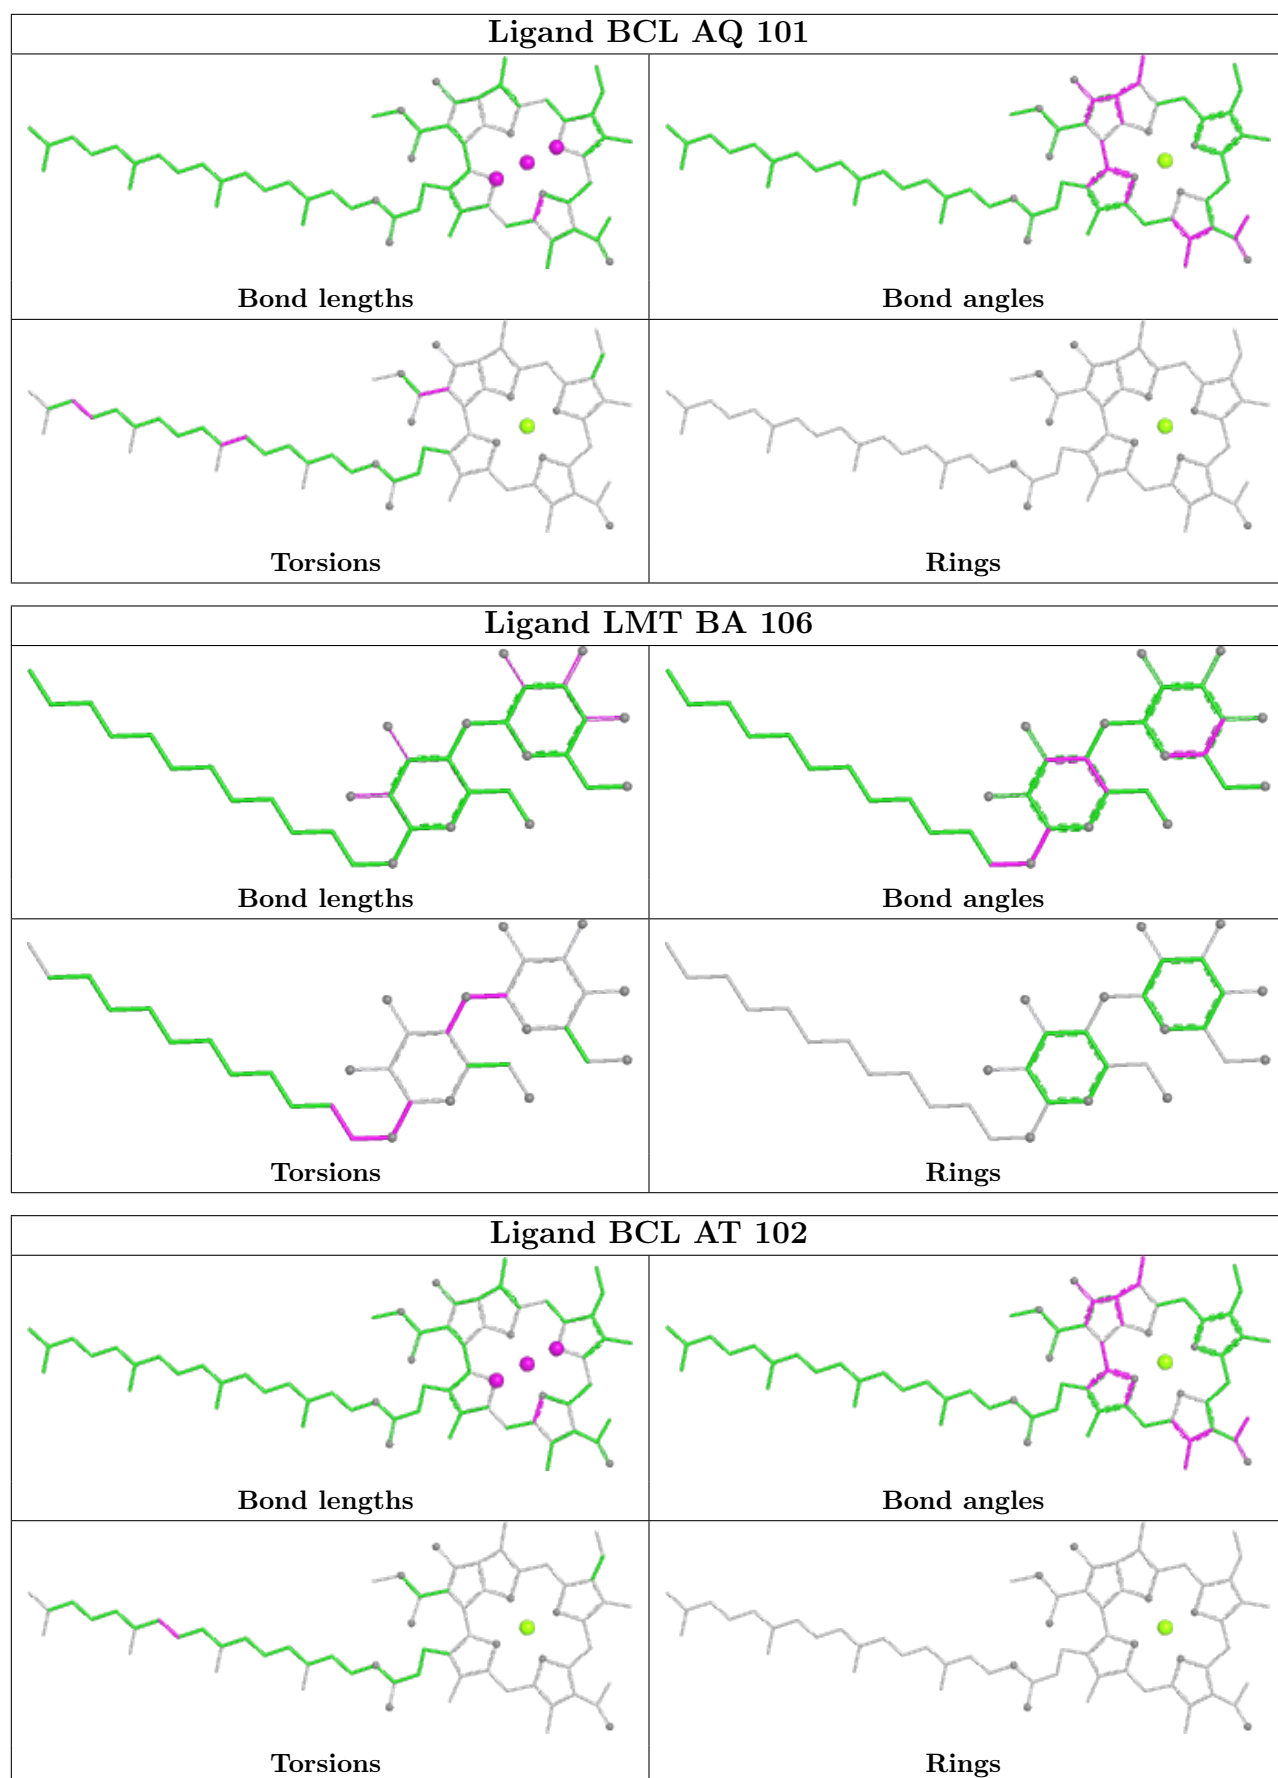 Ligand BCL AQ 101
Bond lengths
Bond angles
Torsions
Rings
Ligand LMT BA 106
Bond lengths
Bond angles
Torsions
Rings
Ligand BCL AT 102
Bond lengths
Bond angles
Torsions
Rings